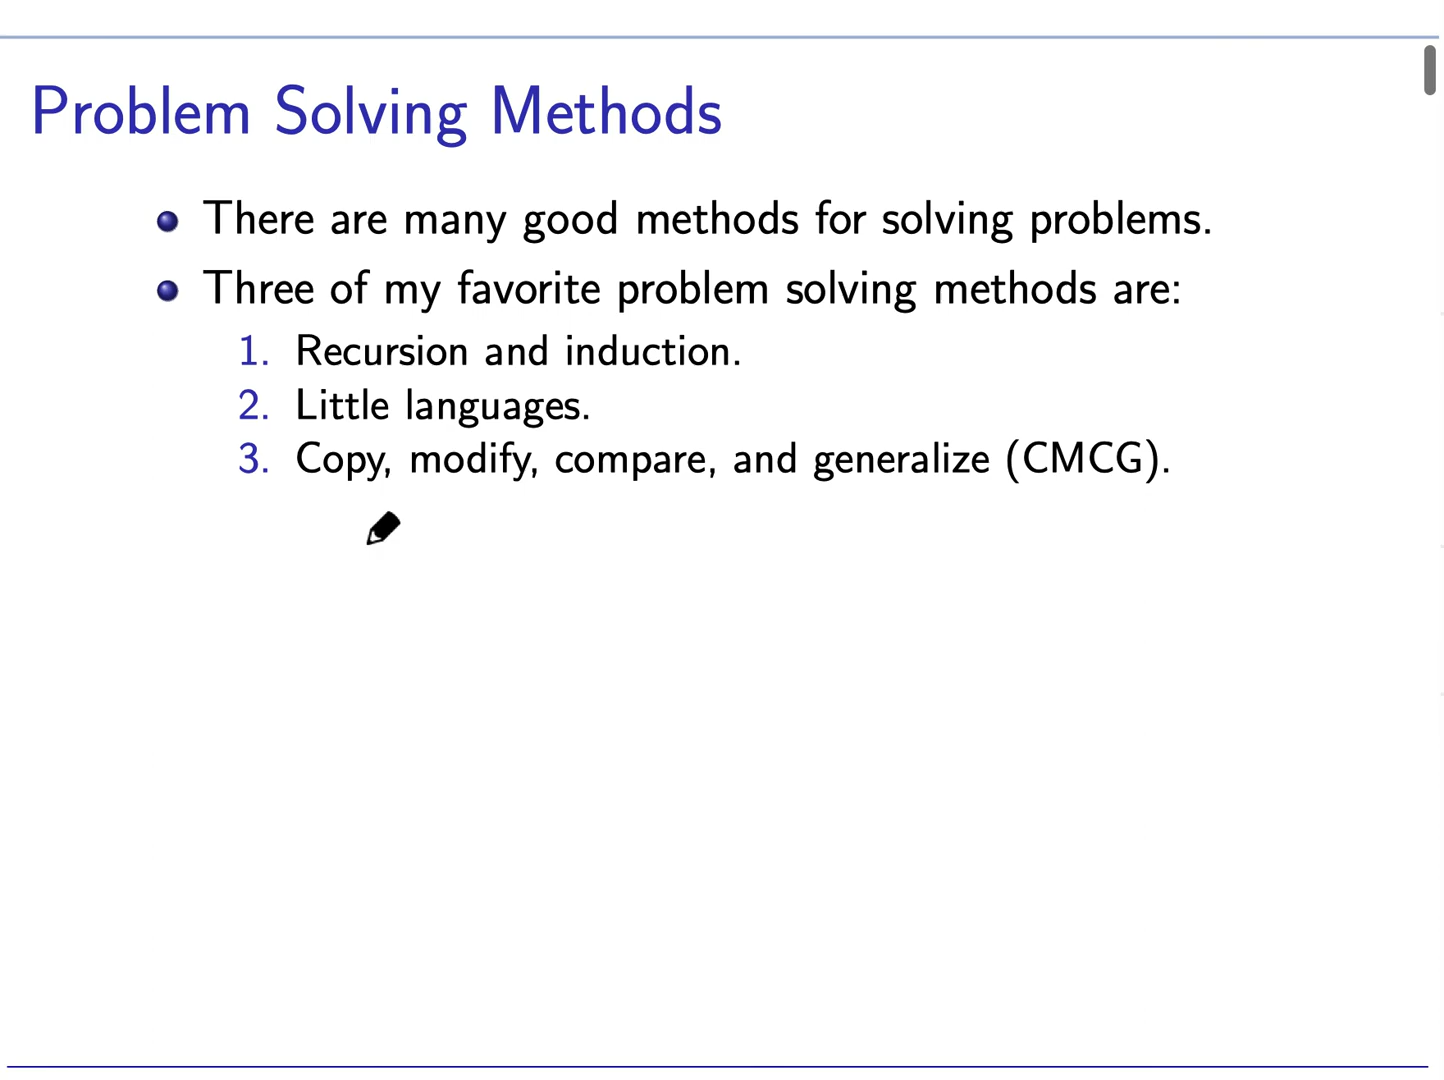 Problem Solving Methods
There are many good methods for solving problems.
Three of my favorite problem solving methods are:
1. Recursion and induction.
2. Little languages.
3. Copy, modify, compare, and generalize (CMCG).